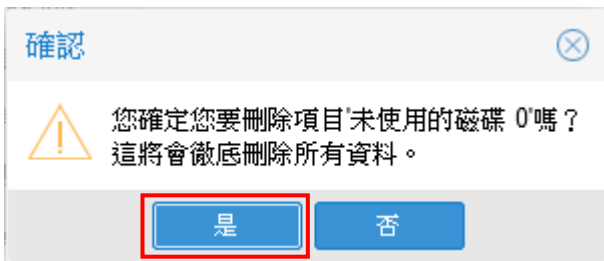 確認
您確定您要刪除項目'未使用的磁碟 0'嗎？
這將會徹底刪除所有資料。
是
否